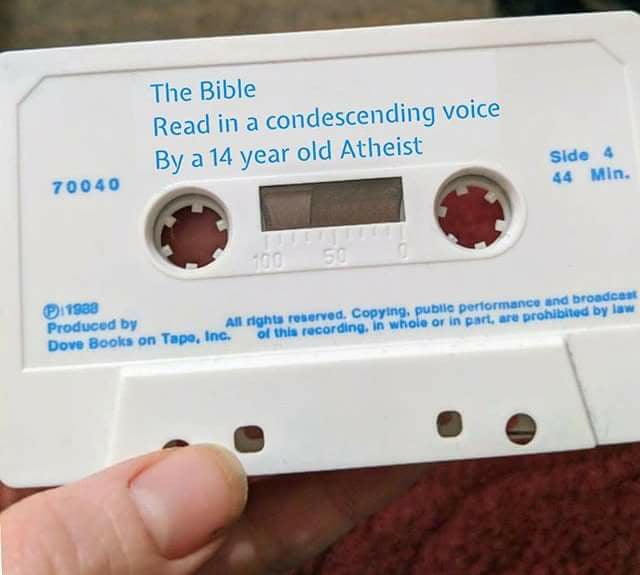 The Bible
Read in a condescending voice
By a 14 year old Atheist
70040
Side 4
44 Min.
100 50 0
Ⓟ1988
Produced by
Dove Books on Tape, Inc.
All rights reserved. Copying, public performance and broadcast
of this recording, in whole or in part, are prohibited by law